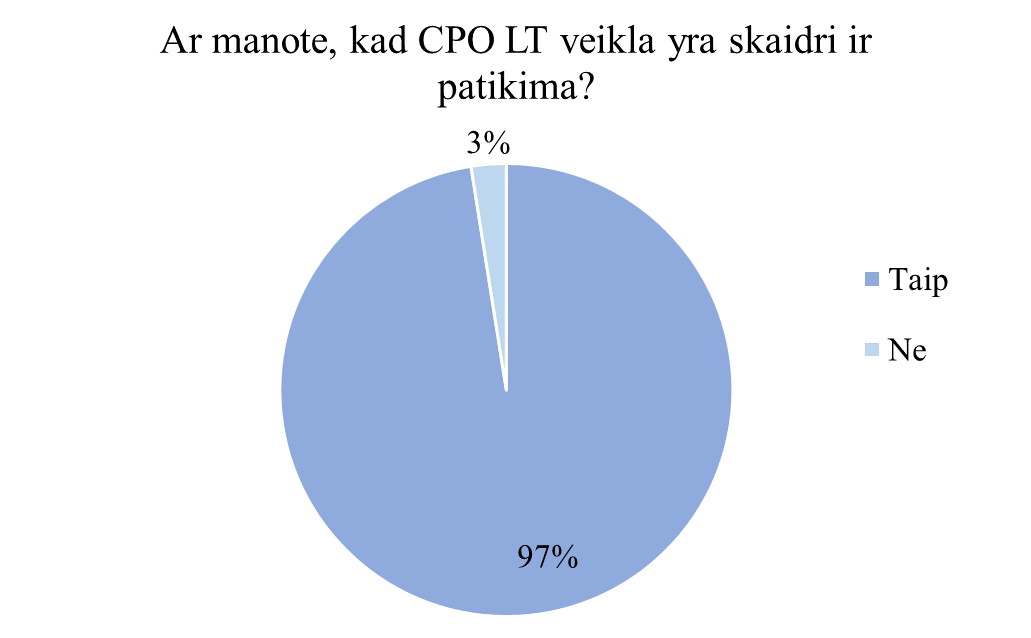 Ar manote, kad CPO LT veikla yra skaidri ir
patikima?
3%
Taip
Ne
97%